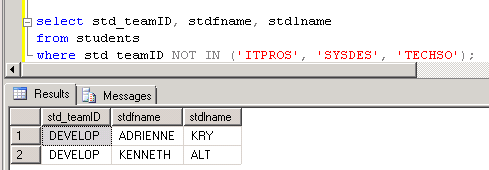 select std_teamID, stdfname, stdlname
from students
where std_teamID NOT IN ('ITPROS', 'SYSDES', 'TECHSO');
Results Messages
std_teamID stdfname stdlname
1 DEVELOP ADRIENNE KRY
2 DEVELOP KENNETH ALT